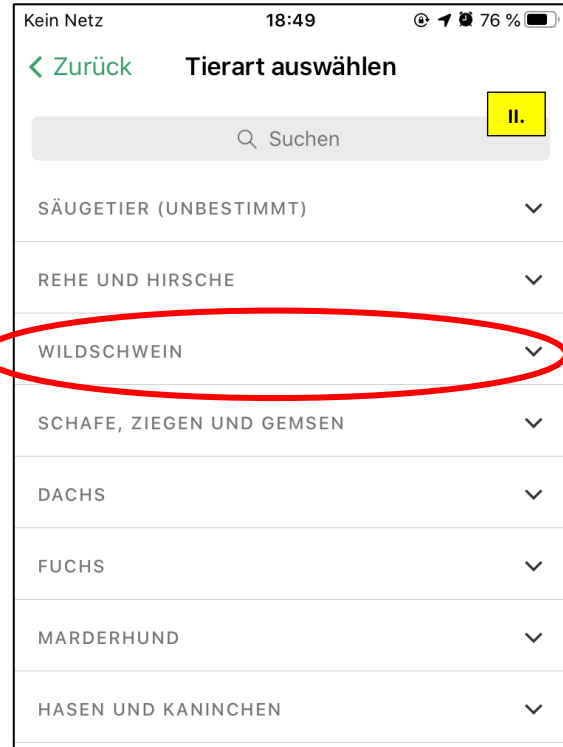 Kein Netz 18:49 76 %
Zurück Tierart auswählen
II.
Suchen
SÄUGETIER (UNBESTIMMT)
REHE UND HIRSCHE
WILDSCHWEIN
SCHAFE, ZIEGEN UND GEMSEN
DACHS
FUCHS
MARDERHUND
HASEN UND KANINCHEN